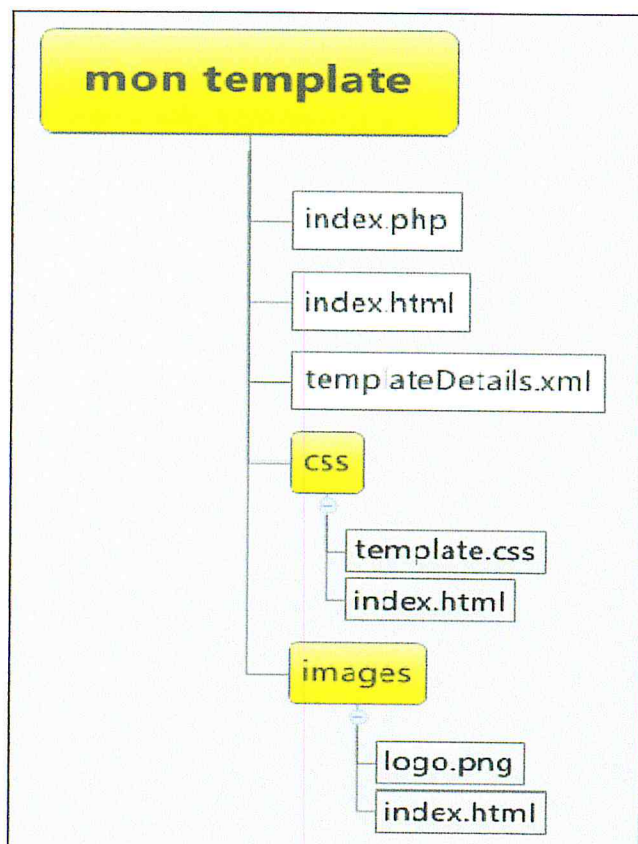 mon template
index.php
index.html
templateDetails.xml
css
template.css
index.html
images
logo.png
index.html